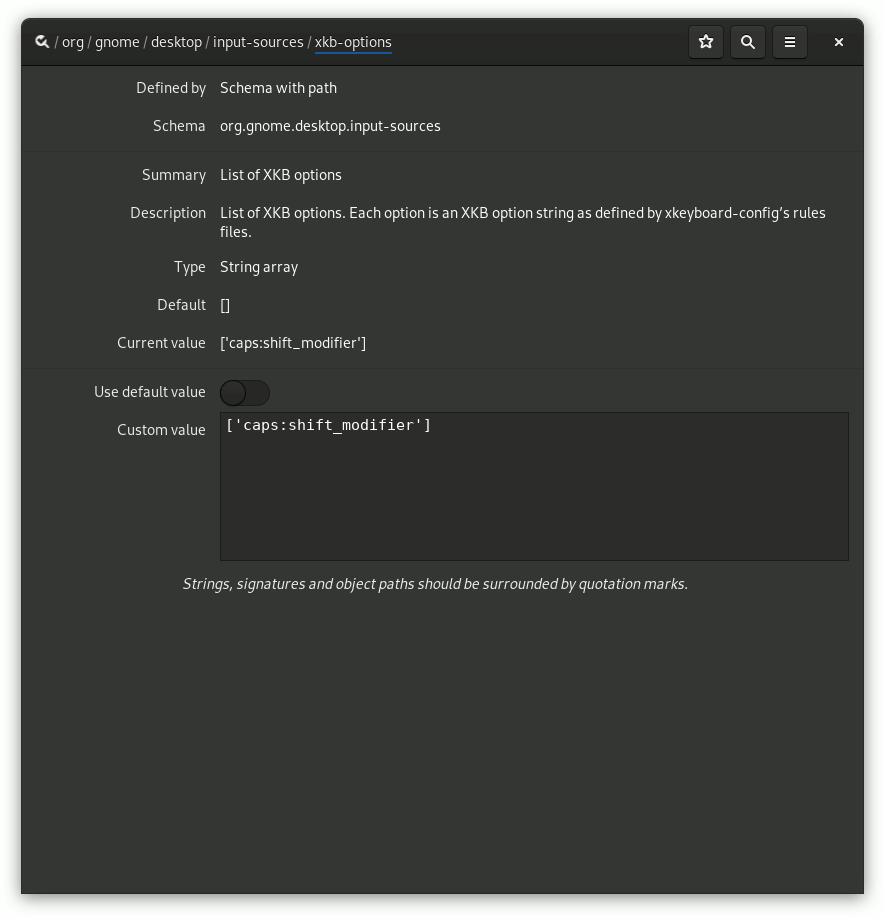 / org / gnome / desktop / input-sources / xkb-options
Defined by Schema with path
Schema org.gnome.desktop.input-sources
Summary List of XKB options
Description List of XKB options. Each option is an XKB option string as defined by xkeyboard-config’s rules
files.
Type String array
Default []
Current value ['caps:shift_modifier']
Use default value
Custom value ['caps:shift_modifier']
Strings, signatures and object paths should be surrounded by quotation marks.